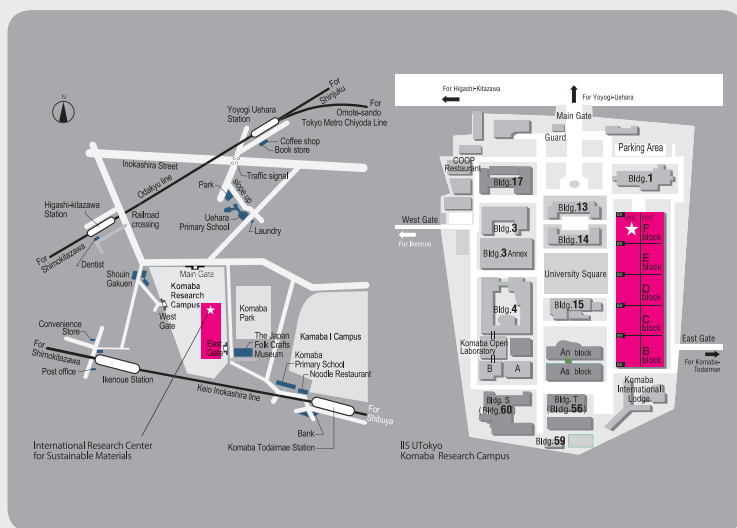 N
For
Shinjuku
Yoyogi Uehara
Station
For
Omote-sando
Tokyo Metro Chiyoda Line
Coffee shop
Book store
Inokashira Street
Traffic signal
Odakyu line
Park
slope up
Higashi-kitazawa
Station
Railroad
crossing
Uehara
Primary School
Laundry
For
Shimokitazawa
Dentist
Shouin
Gakuen
Main Gate
Komaba
Research
Campus
West
Gate
Komaba
Park
Kamaba I Campus
Convenience
Store
East
Gate
The Japan
Folk Crafts
Museum
Komaba
Primary School
Noodle Restaurant
For
Shimokitazawa
Post office
Ikenoue Station
Keio Inokashira line
For
Shibuya
Bank
Komaba Todaimae Station
International Research Center
for Sustainable Materials
For Higashi-Kitazawa
For Yoyogi-Uehara
Main Gate
Guard
Parking Area
COOP
Restaurant
Bldg.17
Bldg.1
Bldg.13
West Gate
Bldg.3
Bldg.14
F
block
For Ikenoue
Bldg.3 Annex
E
block
University Square
D
block
Bldg.4
Bldg.15
C
block
East Gate
Komaba Open
Laboratory
An block
B
block
For Komaba-
Todaimae
B
A
As block
Komaba
International
Lodge
Bldg. S
(Bldg.60)
Bldg.T
(Bldg.56)
Bldg.59
IIS UTokyo
Komaba Research Campus